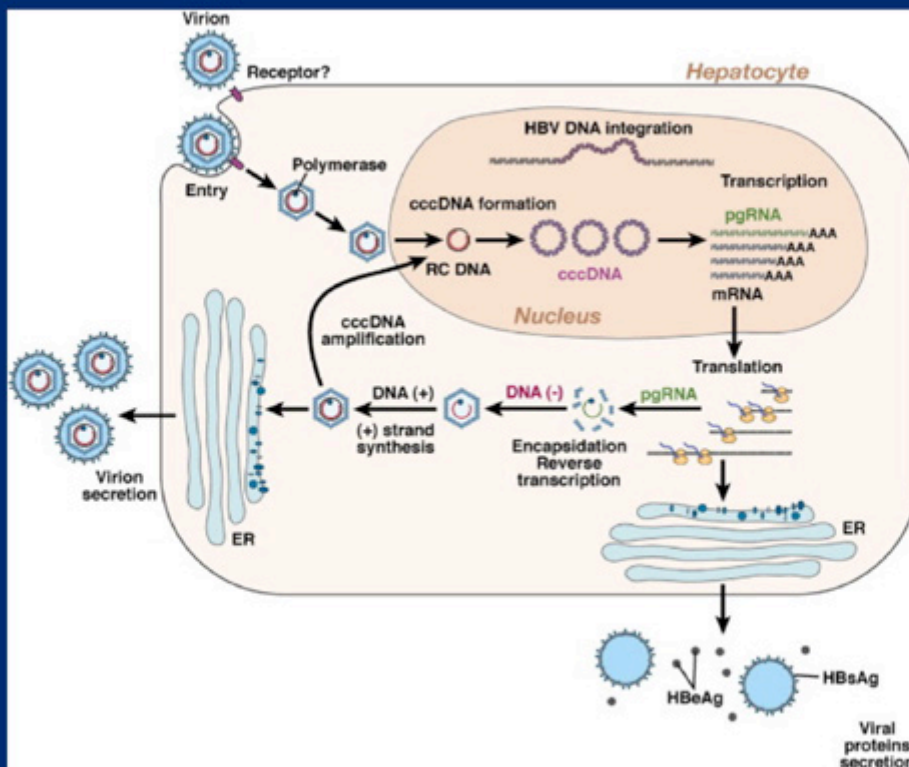 Virion
Receptor?
Hepatocyte
HBV DNA integration
Polymerase
Entry
Transcription
cccDNA formation
pgRNA
AAA
AAA
AAA
AAA
RC DNA
cccDNA
mRNA
Nucleus
cccDNA
amplification
Translation
DNA (+)
DNA (-)
pgRNA
(+) strand
synthesis
Encapsidation
Reverse
transcription
Virion
secretion
ER
ER
HBeAg
HBsAg
Viral
proteins
secretion